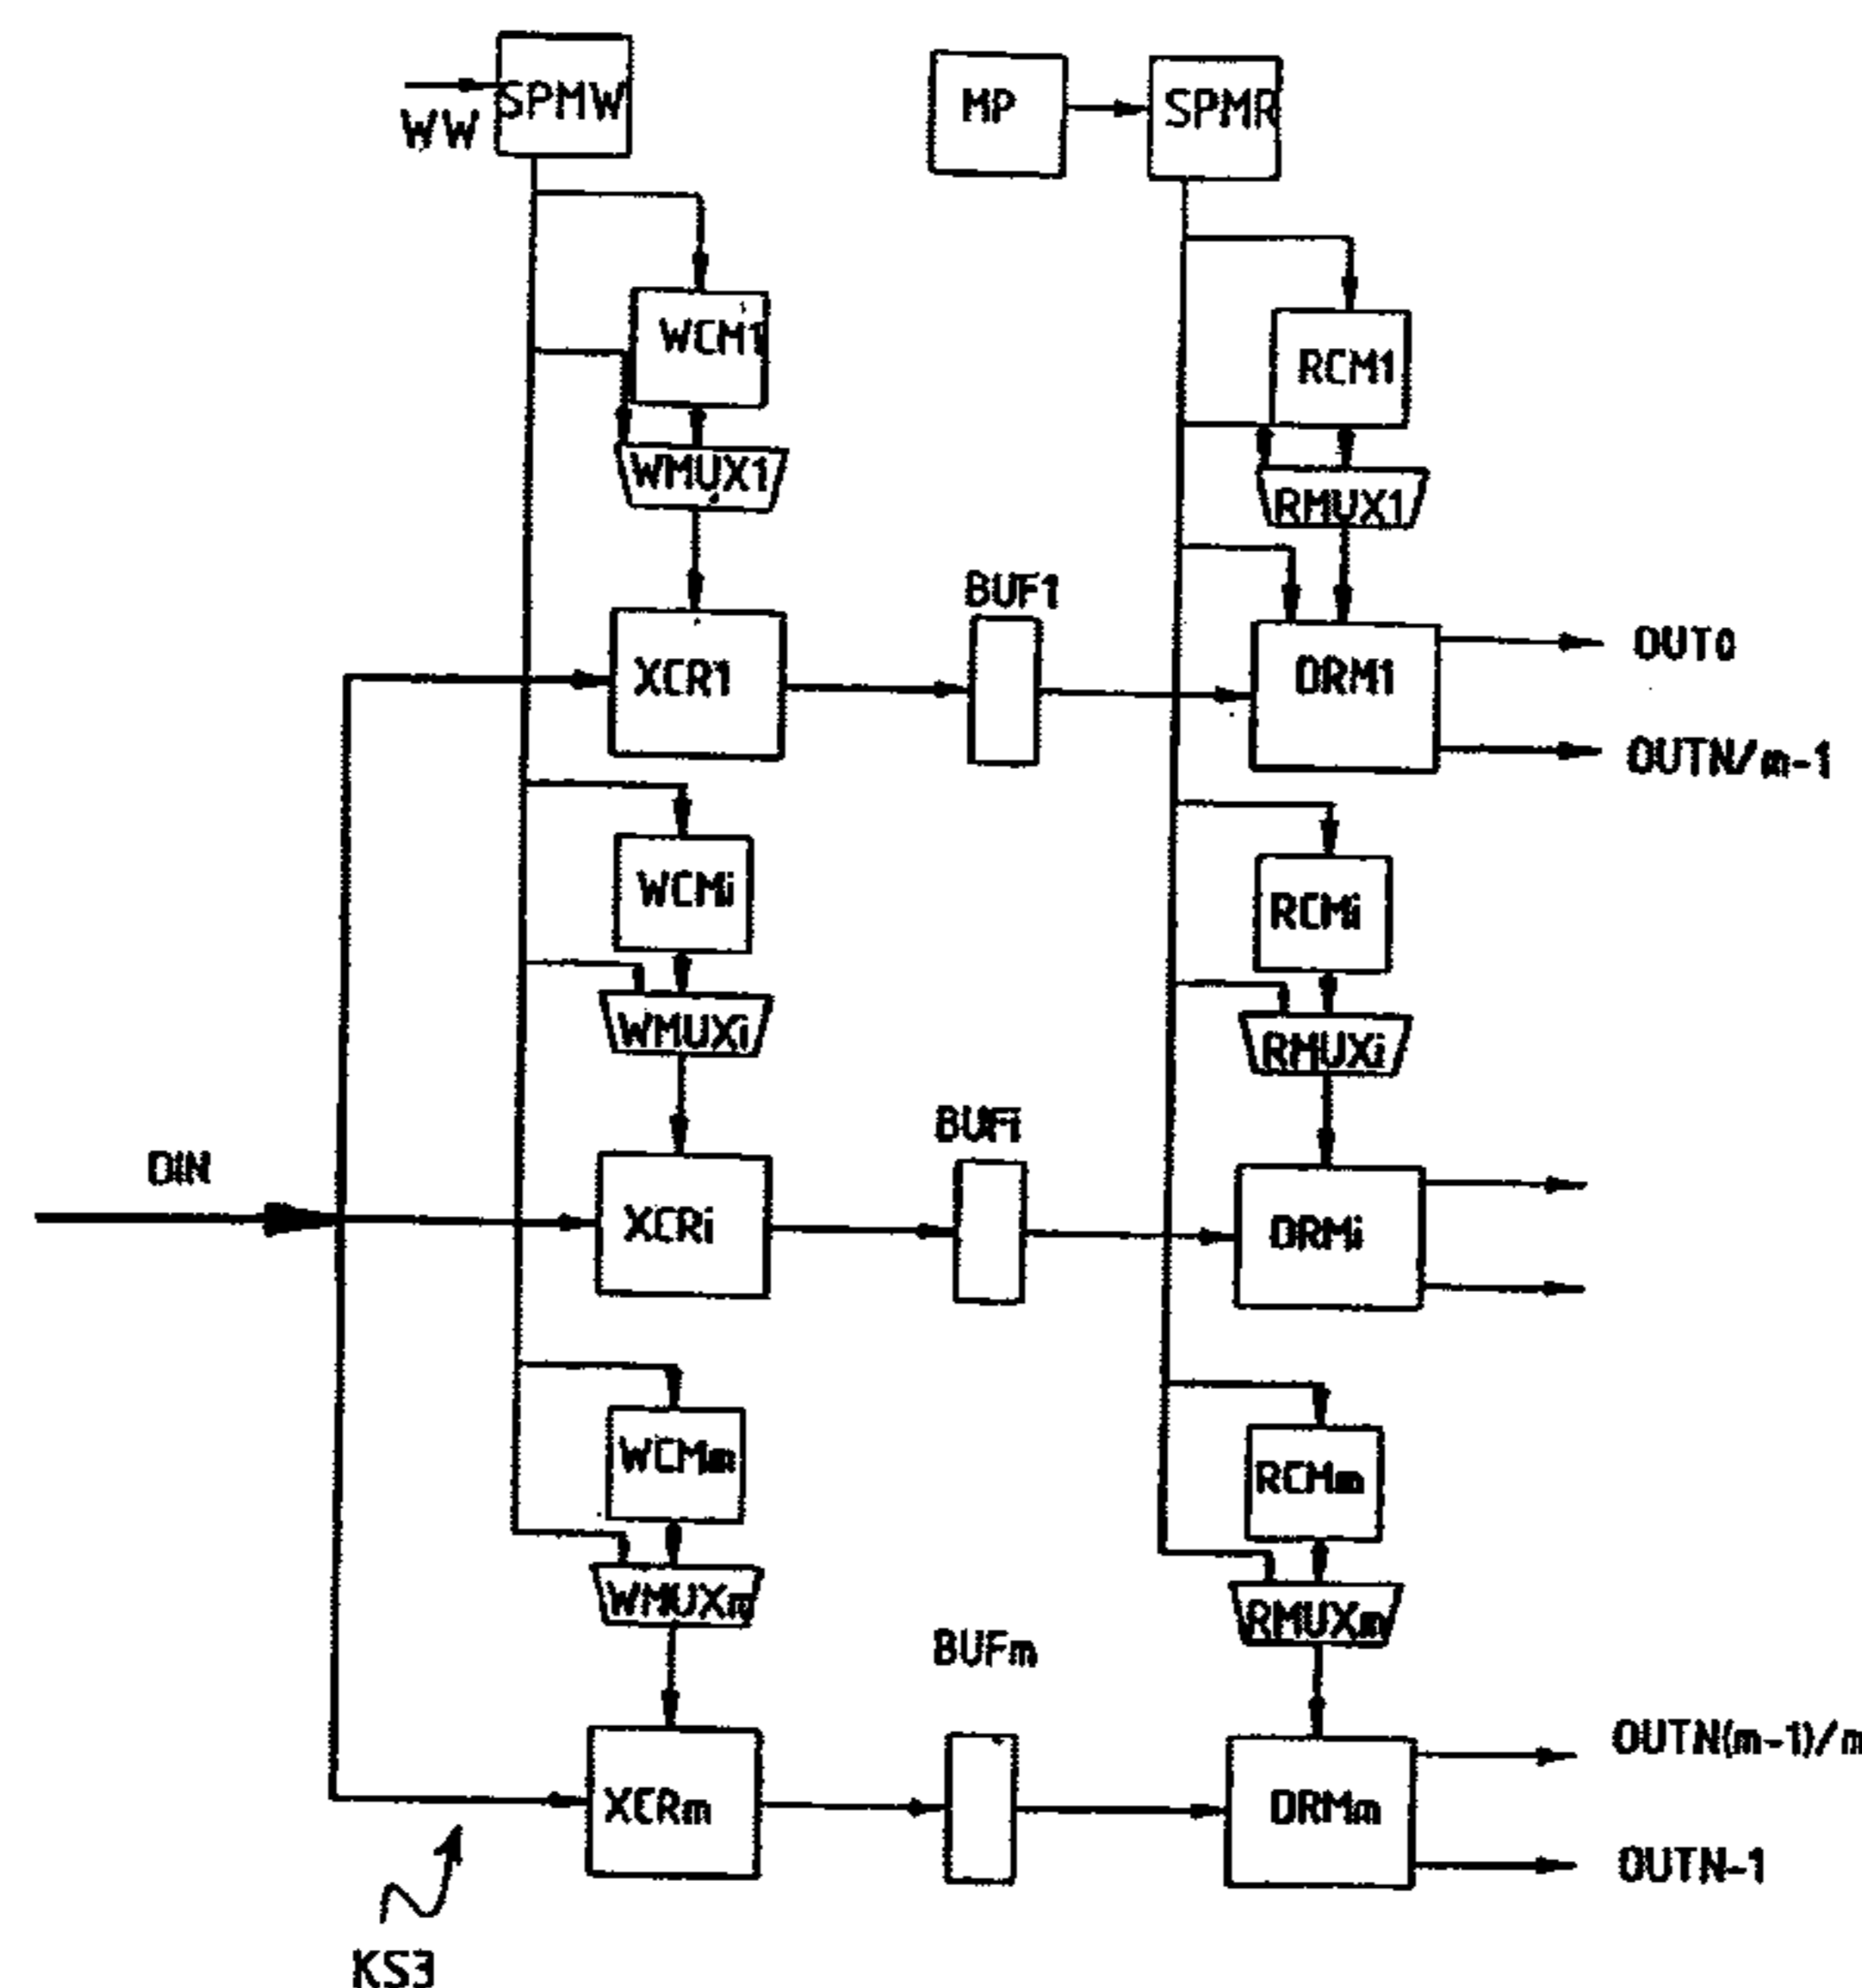 SPMW
MP
SPMR
WW
WCM1
RCM1
WMUX1
RMUX1
BUF1
OUT0
XCR1
DRM1
OUTN/m-1
WCMi
RCMi
WMUXi
RMUXi
BUFi
DIN
XCRi
DRMi
WCMm
RCMm
WMUXm
RMUXm
BUFm
OUTN(m-1)/m
XCRm
DRMm
OUTN-1
KS3